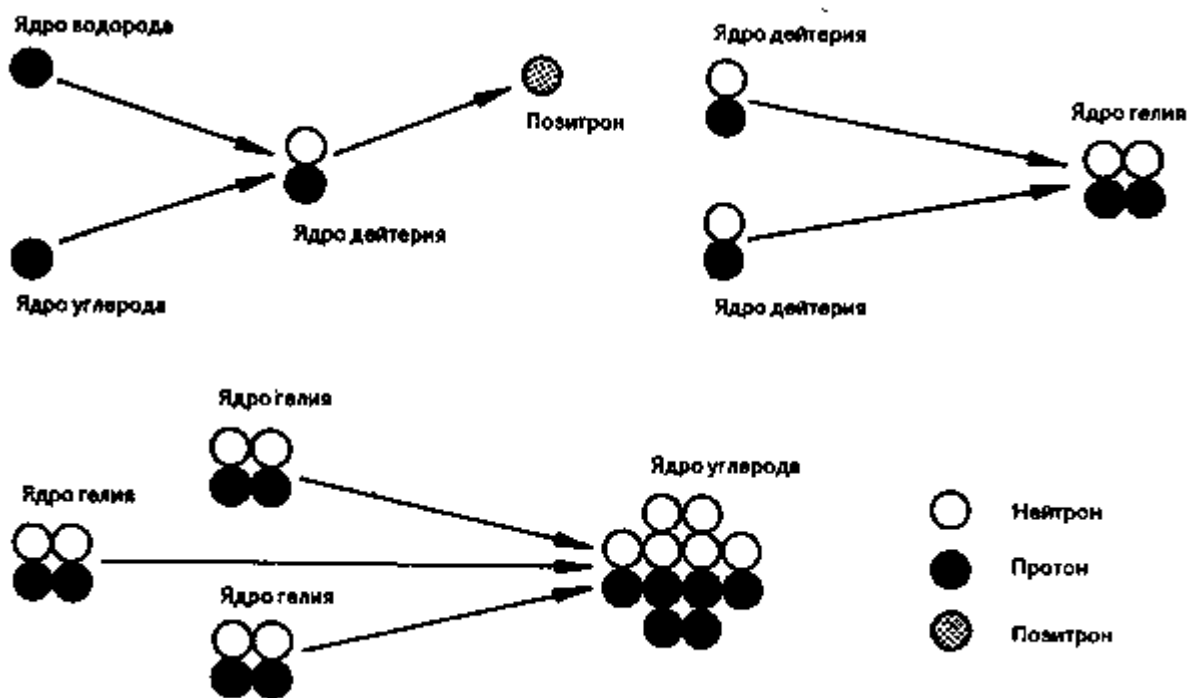 Ядро водорода
Позитрон
Ядро дейтерия
Ядро углерода
Ядро дейтерия
Ядро гелия
Ядро дейтерия
Ядро гелия
Ядро гелия
Ядро гелия
Ядро углерода
Нейтрон
Протон
Позитрон